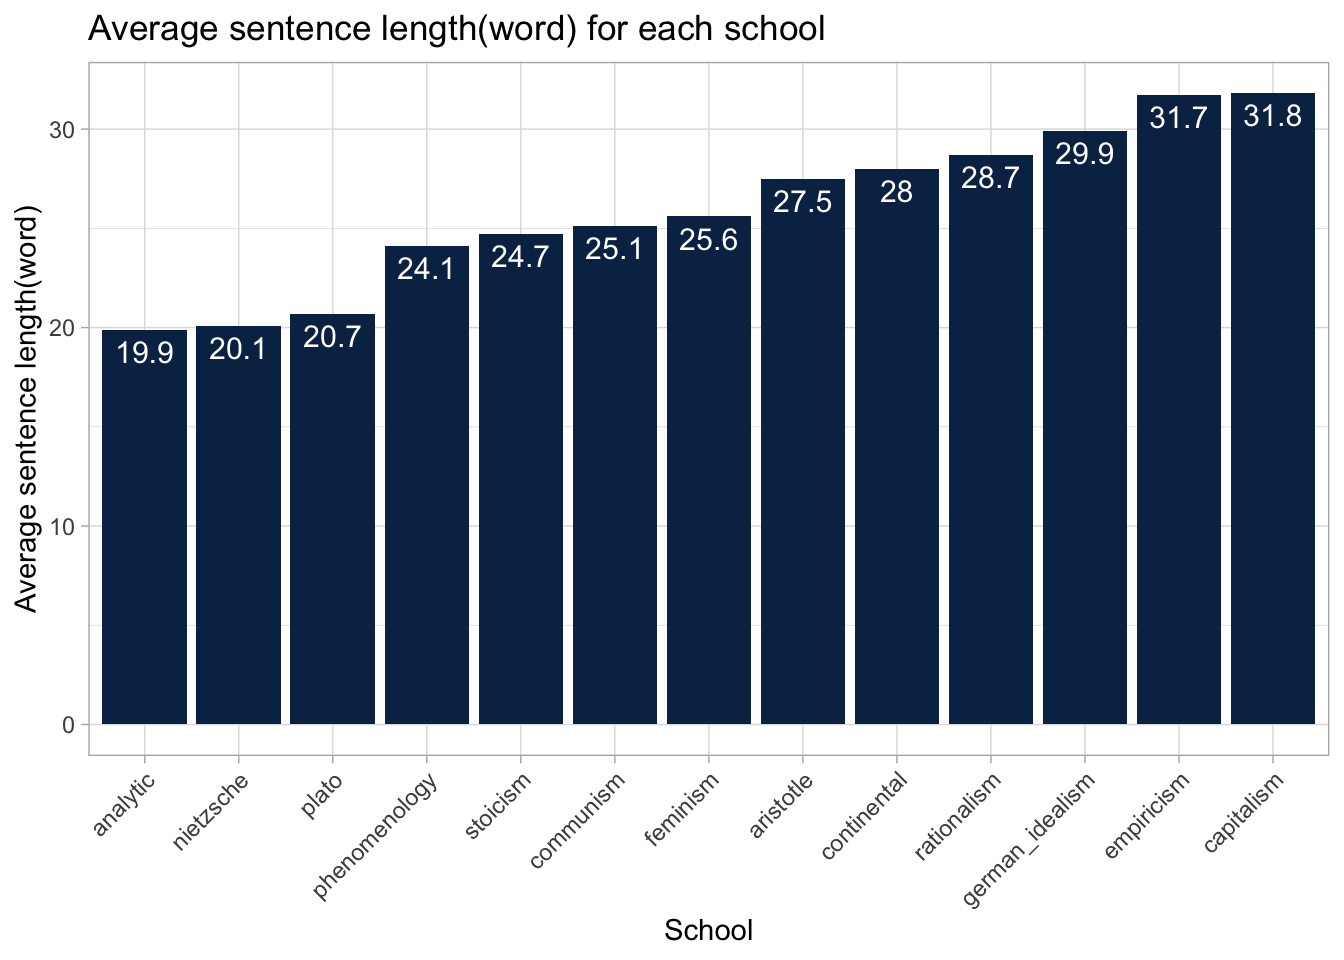 Average sentence length(word) for each school
Average sentence length(word)
30
20
10
0
19.9
20.1
20.7
24.1
24.7
25.1
25.6
27.5
28
28.7
29.9
31.7
31.8
analytic
nietzsche
plato
phenomenology
stoicism
communism
feminism
aristotle
continental
rationalism
german_idealism
empiricism
capitalism
School